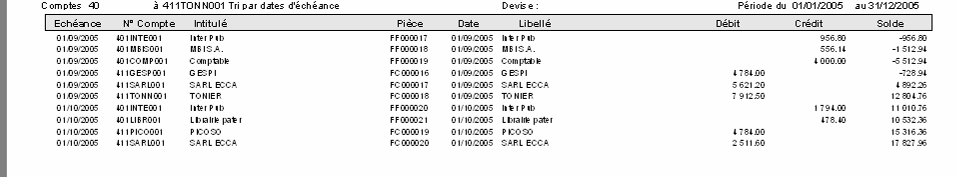 Comptes 40 à 411TONN001 Tri par dates d'échéance Devise : Période du 01/01/2005 au 31/12/2005
Echéance N° Compte Intitulé Pièce Date Libellé Débit Crédit Solde
01/09/2005 401INTE001 Inter Pub FF000017 01/09/2005 Inter Pub 956.80 -956.80
01/09/2005 401MBIS001 MBI S.A. FF000018 01/09/2005 MBI S.A. 556.14 -1 512.94
01/09/2005 401COMP001 Comptable FF000019 01/09/2005 Comptable 4 000.00 -5 512.94
01/09/2005 411GESP001 GESPI FC000016 01/09/2005 GESPI 4 784.00 -728.94
01/09/2005 411SARL001 SARL ECCA FC000017 01/09/2005 SARL ECCA 5 621.20 4 892.26
01/09/2005 411TONN001 TONIER FC000018 01/09/2005 TONIER 7 912.50 12 804.76
01/10/2005 401INTE001 Inter Pub FF000020 01/10/2005 Inter Pub 1 794.00 11 010.76
01/10/2005 401LIBR001 Librairie pater FF000021 01/10/2005 Librairie pater 478.40 10 532.36
01/10/2005 411PICO001 PICOSO FC000019 01/10/2005 PICOSO 4 784.00 15 316.36
01/10/2005 411SARL001 SARL ECCA FC000020 01/10/2005 SARL ECCA 2 511.60 17 827.96